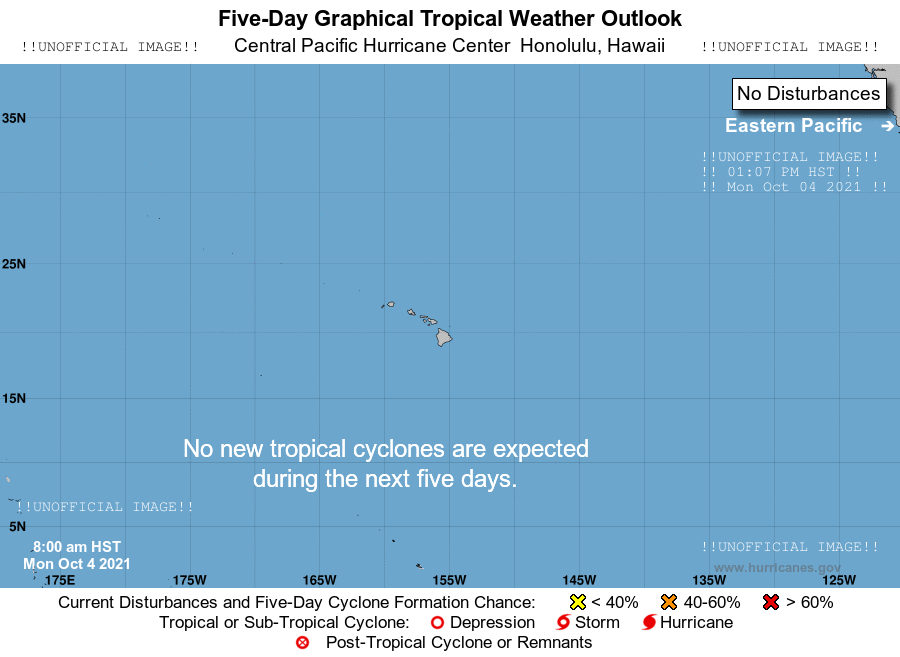 Five-Day Graphical Tropical Weather Outlook
!!UNOFFICIAL IMAGE!! Central Pacific Hurricane Center Honolulu, Hawaii !!UNOFFICIAL IMAGE!!
No Disturbances
35N
Eastern Pacific →
!!UNOFFICIAL IMAGE!!
!! 01:07 PM HST !!
!! Mon Oct 04 2021 !!
25N
15N
No new tropical cyclones are expected
during the next five days.
!!UNOFFICIAL IMAGE!!
5N
8:00 am HST
Mon Oct 4 2021
!!UNOFFICIAL IMAGE!!
www.hurricanes.gov
175E 175W 165W 155W 145W 135W 125W
Current Disturbances and Five-Day Cyclone Formation Chance: < 40% 40-60% > 60%
Tropical or Sub-Tropical Cyclone: Depression Storm Hurricane
Post-Tropical Cyclone or Remnants